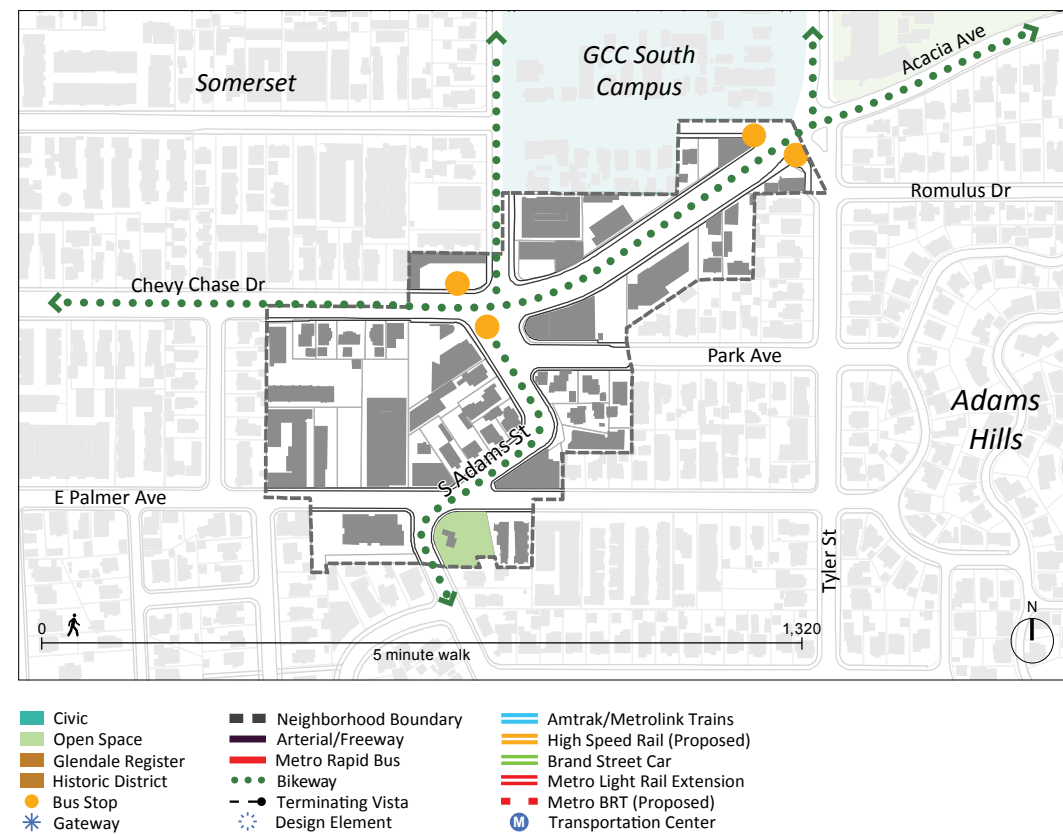 Somerset
GCC South
Campus
Acacia Ave
Romulus Dr
Chevy Chase Dr
Park Ave
Adams
Hills
S Adams St
E Palmer Ave
Tyler St
N
0
1,320
5 minute walk
Civic
Open Space
Glendale Register
Historic District
Bus Stop
Gateway
Neighborhood Boundary
Arterial/Freeway
Metro Rapid Bus
Bikeway
Terminating Vista
Design Element
Amtrak/Metrolink Trains
High Speed Rail (Proposed)
Brand Street Car
Metro Light Rail Extension
Metro BRT (Proposed)
M Transportation Center